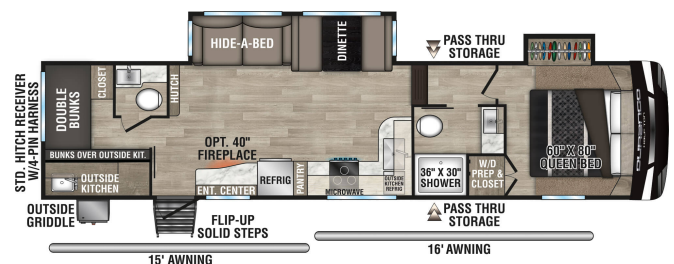 STD. HITCH RECEIVER
W/4-PIN HARNESS
DOUBLE
BUNKS
CLOSET
HUTCH
HIDE-A-BED
DINETTE
PASS THRU
STORAGE
BUNKS OVER OUTSIDE KIT.
OUTSIDE
KITCHEN
OPT. 40"
FIREPLACE
ENT. CENTER
REFRIG
PANTRY
MICROWAVE
OUTSIDE
KITCHEN
REFRIG
36" X 30"
SHOWER
W/D
PREP &
CLOSET
60" X 80"
QUEEN BED
DURANGO
OUTSIDE
GRIDDLE
FLIP-UP
SOLID STEPS
PASS THRU
STORAGE
15' AWNING
16' AWNING